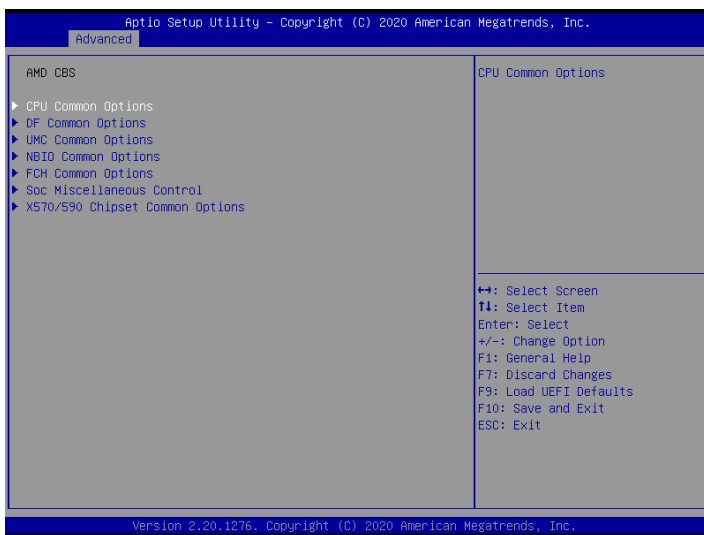 Aptio Setup Utility – Copyright (C) 2020 American Megatrends, Inc.
Advanced
AMD CBS
CPU Common Options
DF Common Options
UMC Common Options
NBIO Common Options
FCH Common Options
Soc Miscellaneous Control
X570/590 Chipset Common Options
CPU Common Options
↔: Select Screen
↑↓: Select Item
Enter: Select
+/-: Change Option
F1: General Help
F7: Discard Changes
F9: Load UEFI Defaults
F10: Save and Exit
ESC: Exit
Version 2.20.1276. Copyright (C) 2020 American Megatrends, Inc.